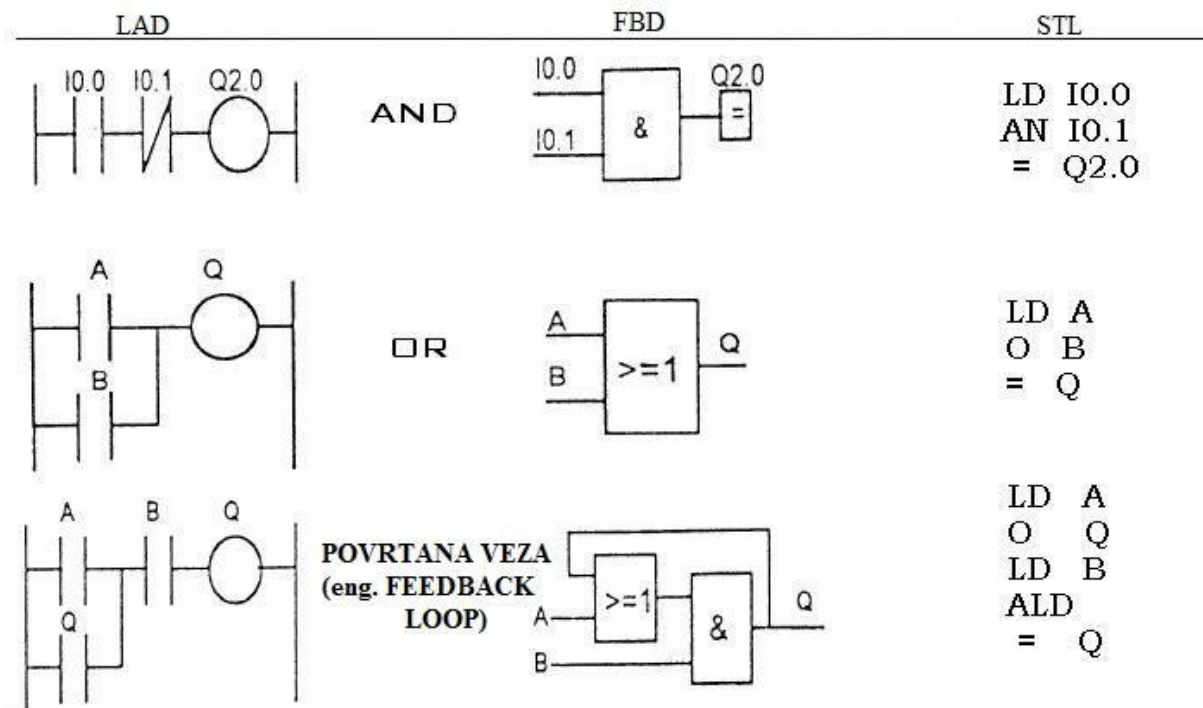 LAD FBD STL
I0.0 I0.1 Q2.0
AND
I0.0
I0.1
&
Q2.0
=
LD I0.0
AN I0.1
= Q2.0
A Q
B
OR
A
B
>=1
Q
LD A
O B
= Q
A B Q
Q
POVRTANA VEZA
(eng. FEEDBACK
LOOP)
A
B
>=1
&
Q
LD A
O Q
LD B
ALD
= Q